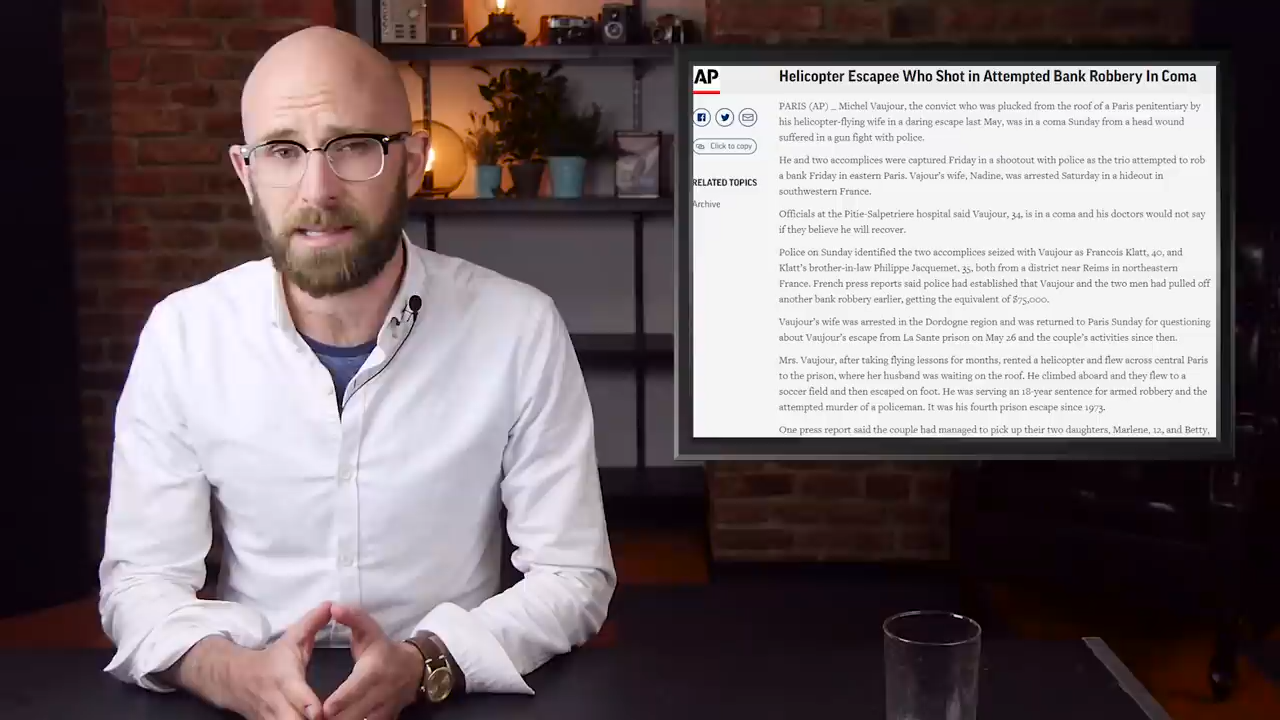 AP
Helicopter Escapee Who Shot in Attempted Bank Robbery In Coma
PARIS (AP) _ Michel Vaujour, the convict who was plucked from the roof of a Paris penitentiary by
his helicopter-flying wife in a daring escape last May, was in a coma Sunday from a head wound
suffered in a gun fight with police.
Click to copy
He and two accomplices were captured Friday in a shootout with police as the trio attempted to rob
a bank Friday in eastern Paris. Vajour's wife, Nadine, was arrested Saturday in a hideout in
southwestern France.
RELATED TOPICS
Archive
Officials at the Pitie-Salpetriere hospital said Vaujour, 34, is in a coma and his doctors would not say
if they believe he will recover.
Police on Sunday identified the two accomplices seized with Vaujour as Francois Klatt, 40, and
Klatt's brother-in-law Philippe Jacquemet, 35, both from a district near Reims in northeastern
France. French press reports said police had established that Vaujour and the two men had pulled off
another bank robbery earlier, getting the equivalent of $75,000.
Vaujour's wife was arrested in the Dordogne region and was returned to Paris Sunday for questioning
about Vaujour's escape from La Sante prison on May 26 and the couple's activities since then.
Mrs. Vaujour, after taking flying lessons for months, rented a helicopter and flew across central Paris
to the prison, where her husband was waiting on the roof. He climbed aboard and they flew to a
soccer field and then escaped on foot. He was serving an 18-year sentence for armed robbery and the
attempted murder of a policeman. It was his fourth prison escape since 1973.
One press report said the couple had managed to pick up their two daughters, Marlene, 12, and Betty,